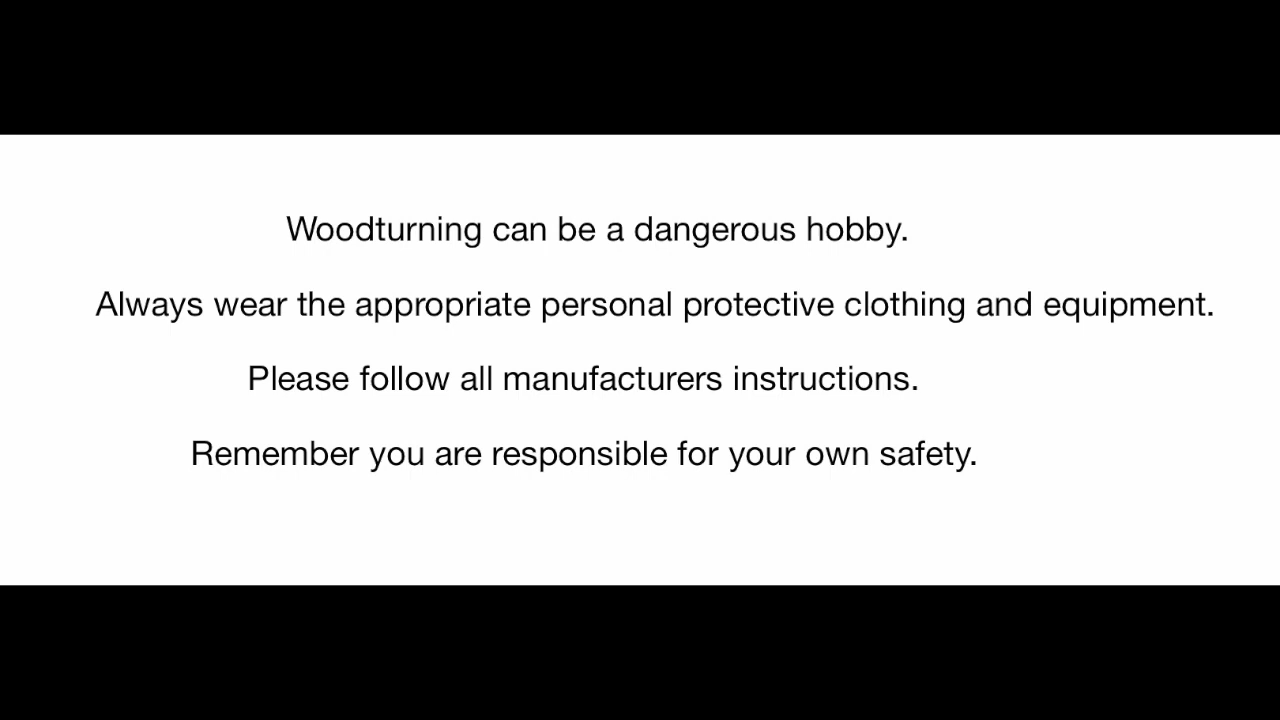 Woodturning can be a dangerous hobby.
Always wear the appropriate personal protective clothing and equipment.
Please follow all manufacturers instructions.
Remember you are responsible for your own safety.